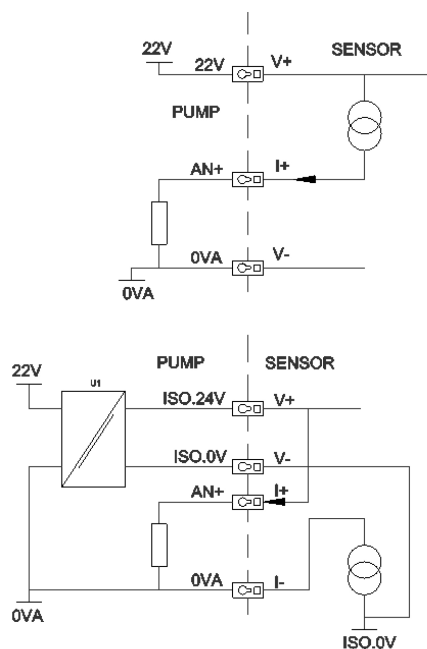 SENSOR
22V 22V V+
PUMP
AN+ I+
0VA V-
0VA
PUMP SENSOR
22V U1 ISO.24V V+
ISO.0V V-
AN+ I+
0VA I-
0VA
ISO.0V